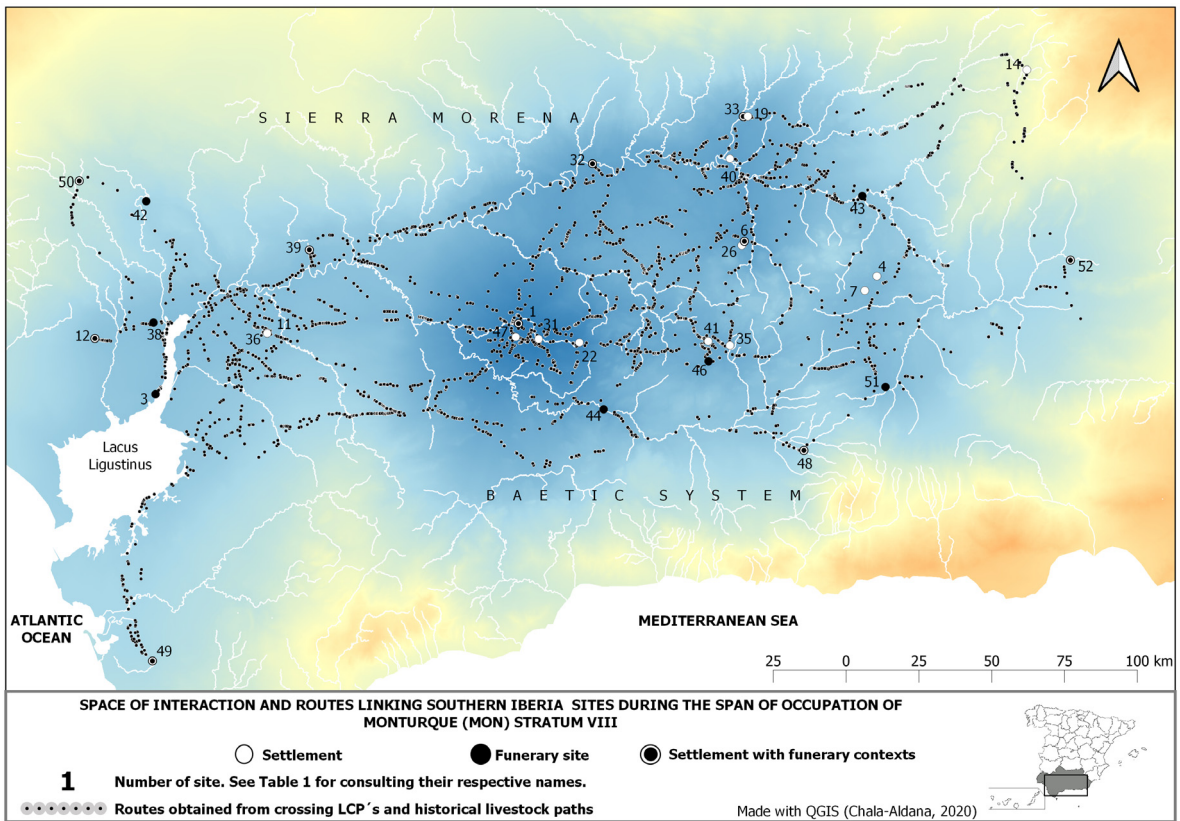 14
33
19
S I E R R A   M O R E N A
32
40
50
42
43
6
26
39
52
4
7
12
38
11
36
1
31
47
22
41
35
46
3
51
44
Lacus
Ligustinus
48
B A E T I C   S Y S T E M
ATLANTIC
OCEAN
MEDITERRANEAN SEA
49
25 0 25 50 75 100 km
SPACE OF INTERACTION AND ROUTES LINKING SOUTHERN IBERIA SITES DURING THE SPAN OF OCCUPATION OF
MONTURQUE (MON) STRATUM VIII
Settlement
Funerary site
Settlement with funerary contexts
1 Number of site. See Table 1 for consulting their respective names.
Routes obtained from crossing LCP´s and historical livestock paths
Made with QGIS (Chala-Aldana, 2020)